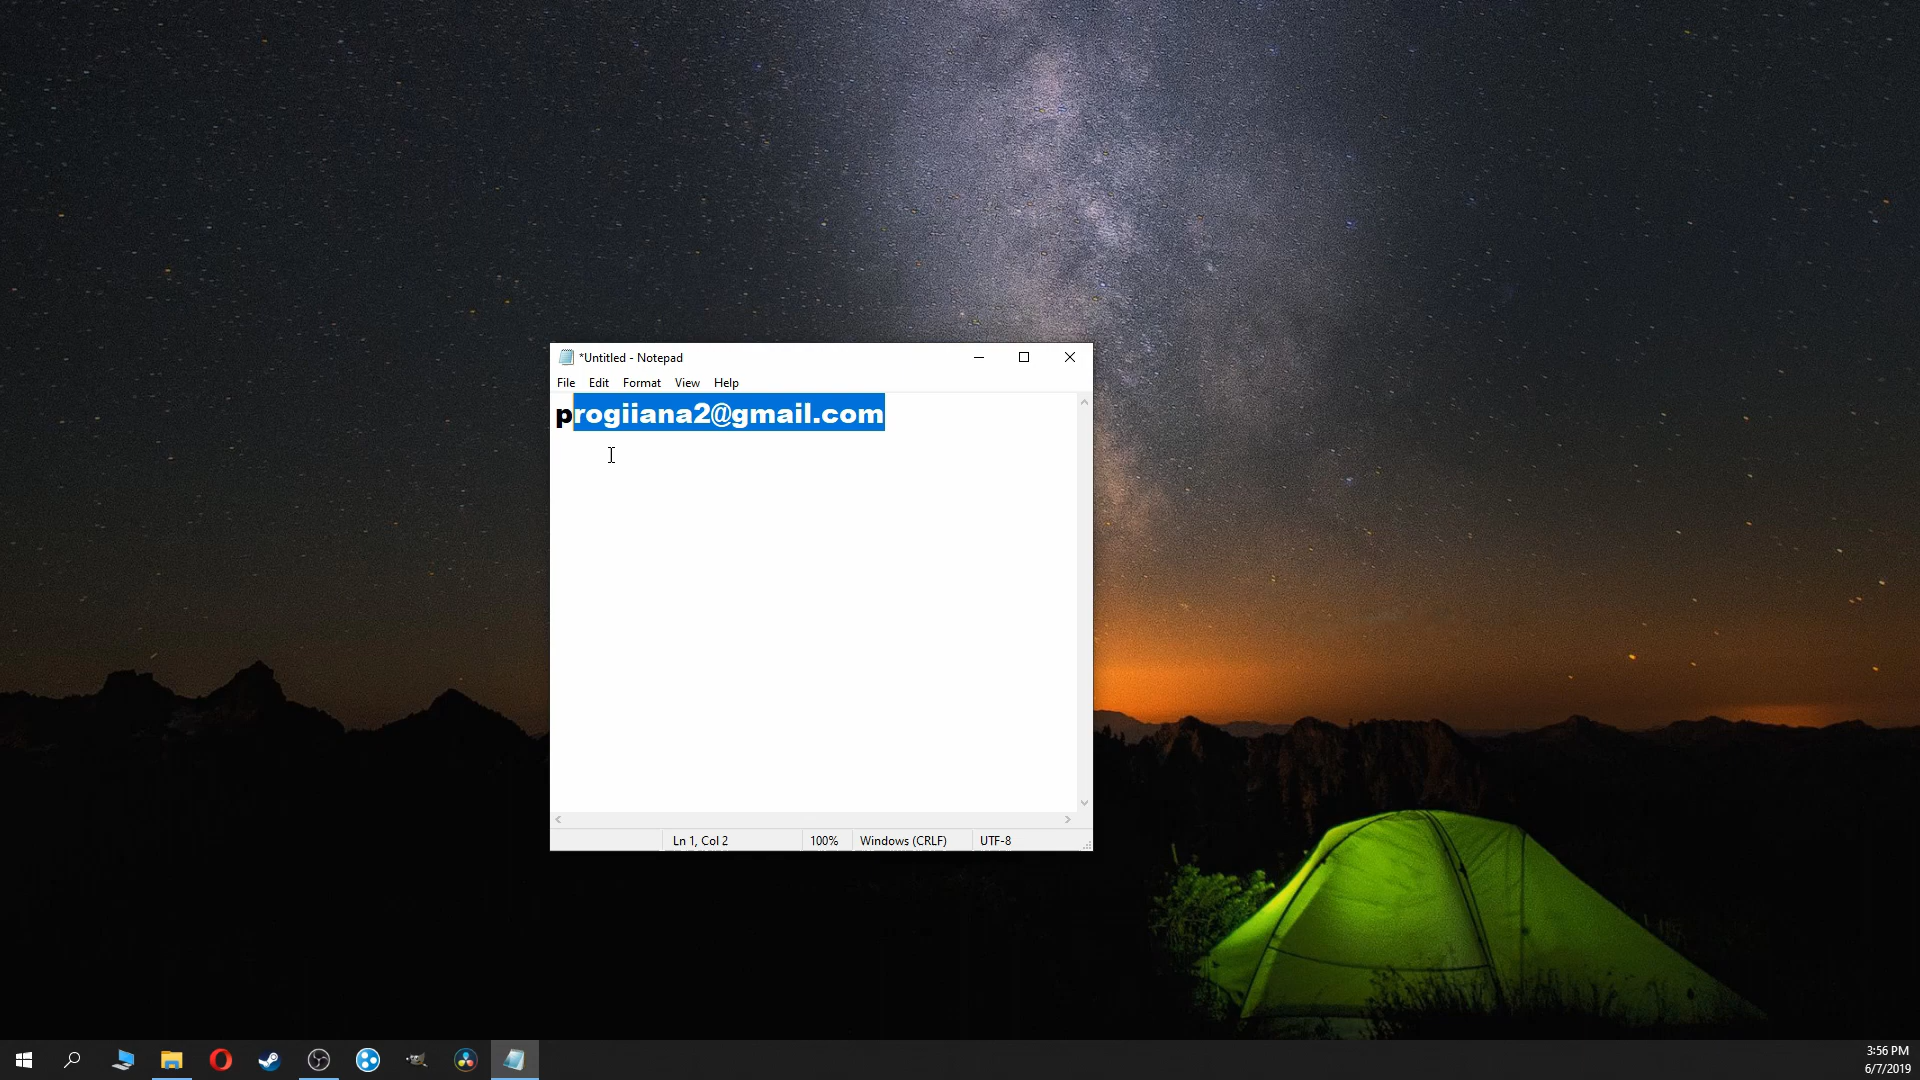 *Untitled - Notepad
File Edit Format View Help
progiiana2@gmail.com
Ln 1, Col 2 100% Windows (CRLF) UTF-8
3:56 PM
6/7/2019